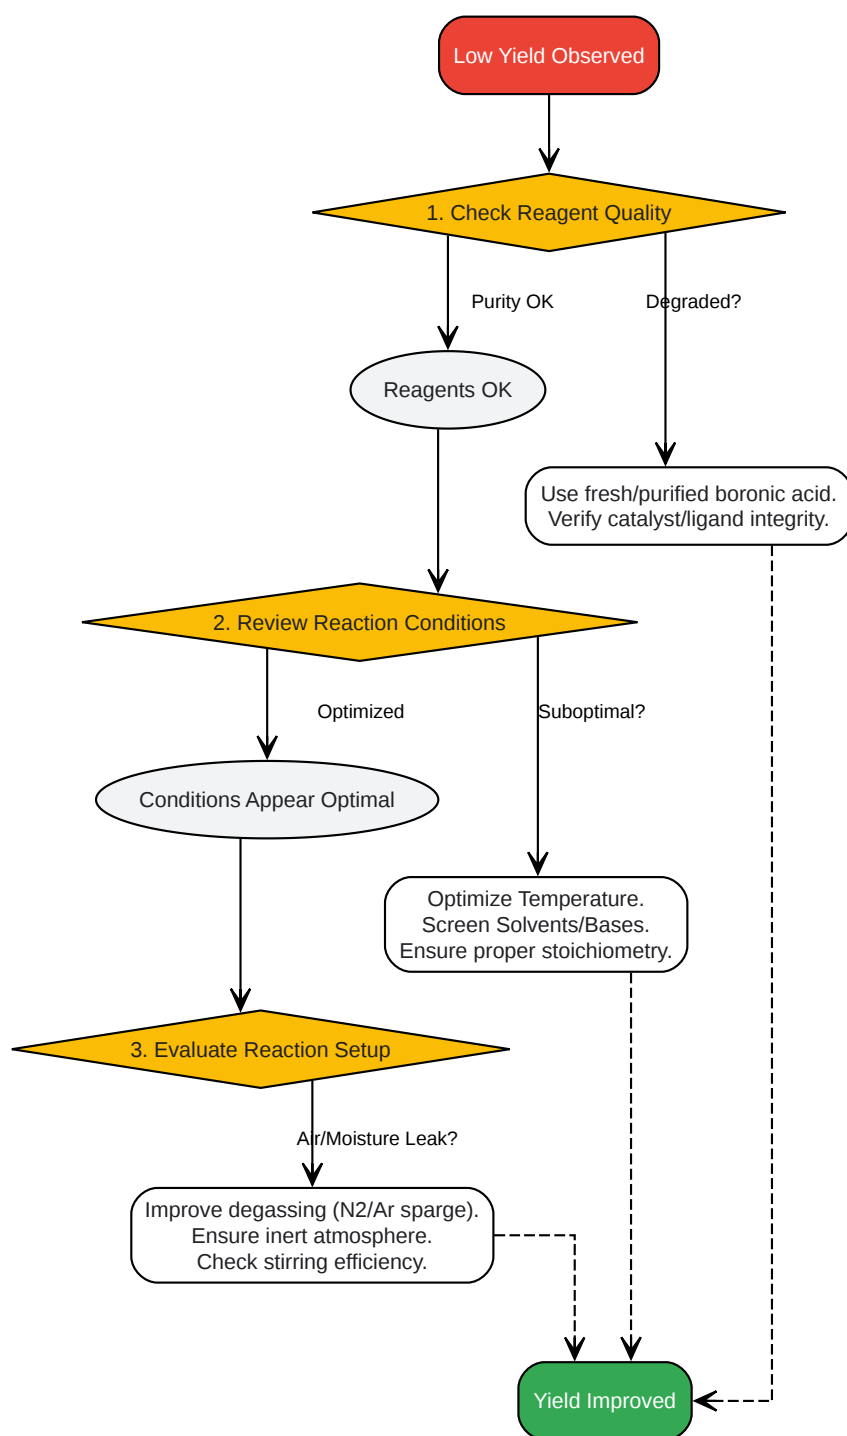 Low Yield Observed
1. Check Reagent Quality
Purity OK
Degraded?
Reagents OK
Use fresh/purified boronic acid.
Verify catalyst/ligand integrity.
2. Review Reaction Conditions
Optimized
Suboptimal?
Conditions Appear Optimal
Optimize Temperature.
Screen Solvents/Bases.
Ensure proper stoichiometry.
3. Evaluate Reaction Setup
Air/Moisture Leak?
Improve degassing (N2/Ar sparge).
Ensure inert atmosphere.
Check stirring efficiency.
Yield Improved